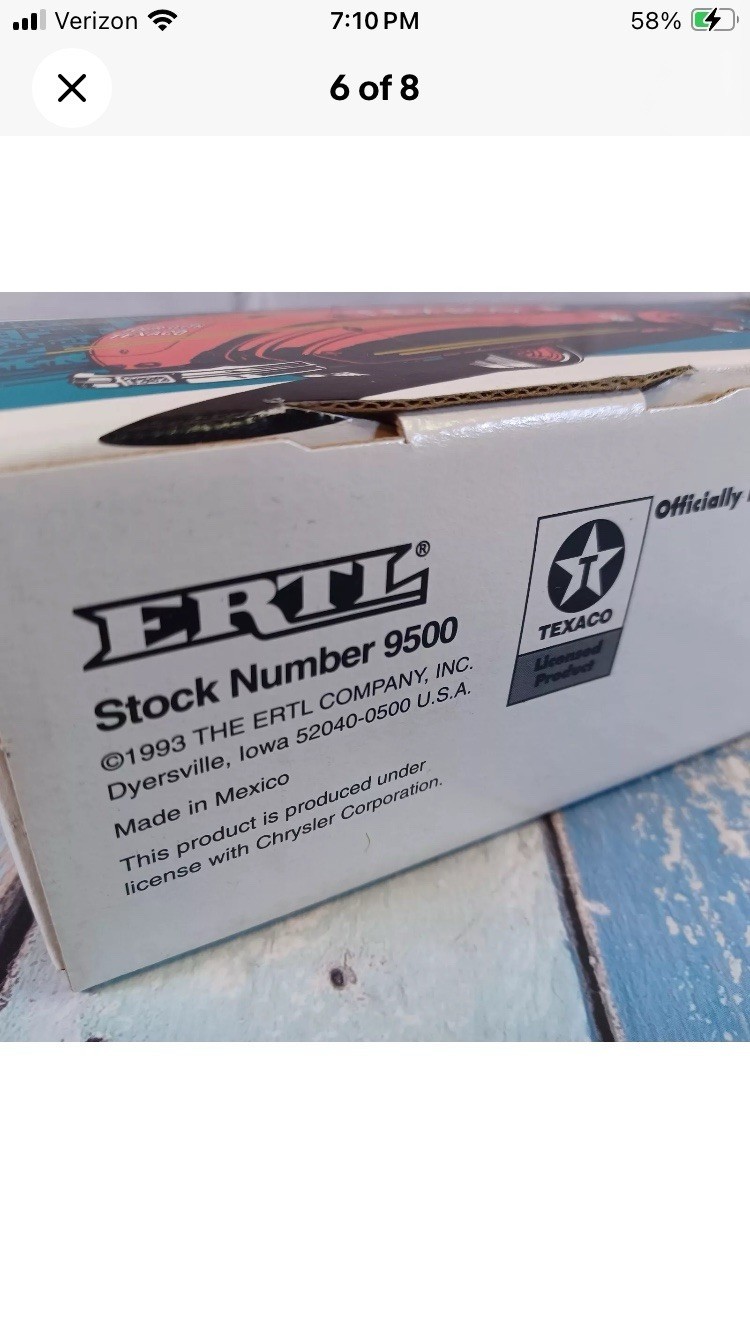 Verizon 7:10 PM 58%
6 of 8
TEXACO
ERTL®
Stock Number 9500
©1993 THE ERTL COMPANY, INC.
Dyersville, Iowa 52040-0500 U.S.A.
Made in Mexico
This product is produced under
license with Chrysler Corporation.
Officially
T
TEXACO
Licensed
Product